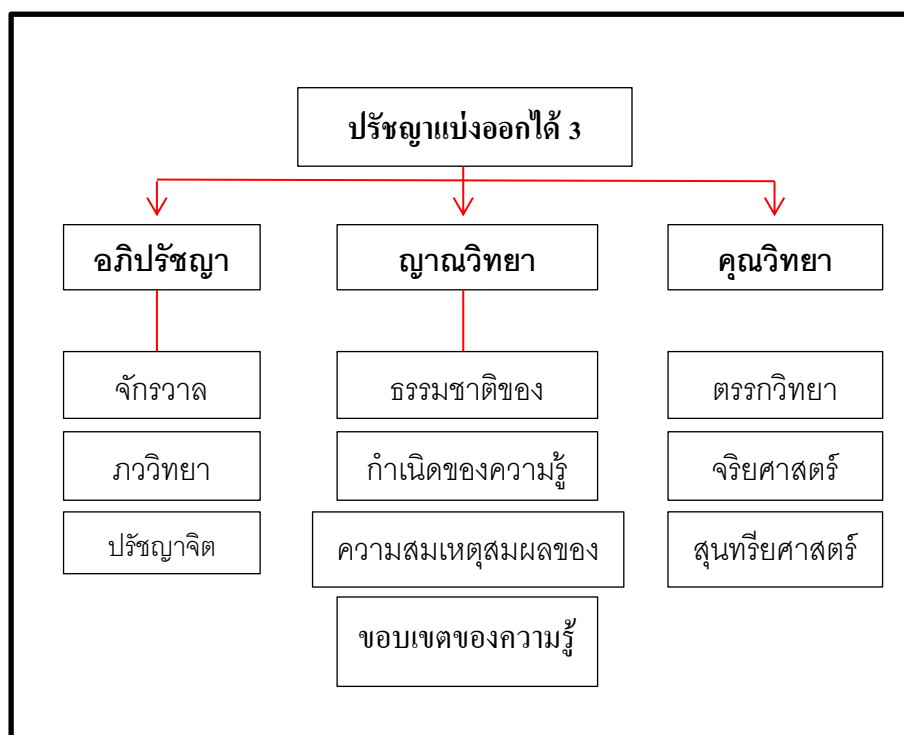 ปรัชญาแบ่งออกได้ 3
อภิปรัชญา
ญาณวิทยา
คุณวิทยา
จักรวาล
ธรรมชาติของ
ตรรกวิทยา
ภววิทยา
กำเนิดของความรู้
จริยศาสตร์
ปรัชญาจิต
ความสมเหตุสมผลของ
สุนทรียศาสตร์
ขอบเขตของความรู้